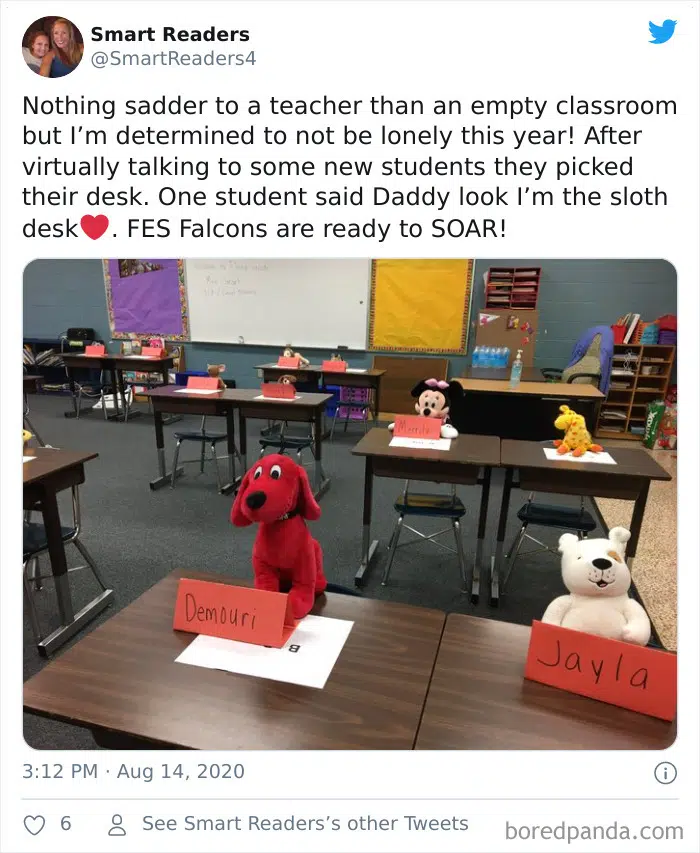 Smart Readers
@SmartReaders4
Nothing sadder to a teacher than an empty classroom
but I’m determined to not be lonely this year! After
virtually talking to some new students they picked
their desk. One student said Daddy look I’m the sloth
desk❤. FES Falcons are ready to SOAR!
Demouri
8
Jayla
3:12 PM · Aug 14, 2020
6
See Smart Readers’s other Tweets
boredpanda.com